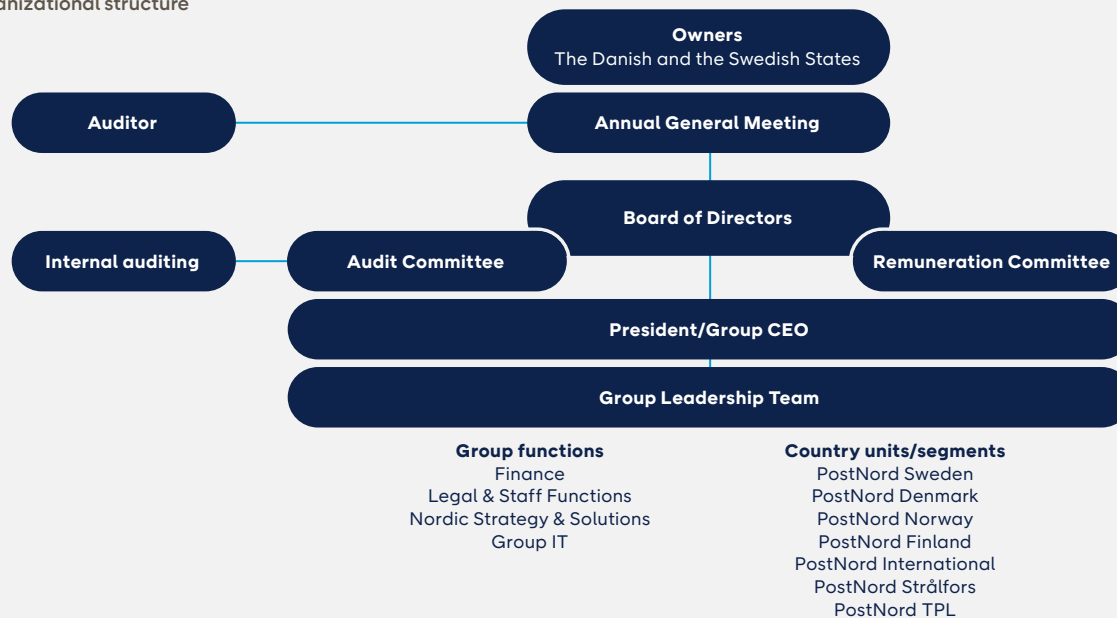 structure
Owners
The Danish and the Swedish States
Auditor
Annual General Meeting
Board of Directors
Internal auditing
Audit Committee
Remuneration Committee
President/Group CEO
Group Leadership Team
Group functions
Finance
Legal & Staff Functions
Nordic Strategy & Solutions
Group IT
Country units/segments
PostNord Sweden
PostNord Denmark
PostNord Norway
PostNord Finland
PostNord International
PostNord Strålfors
PostNord TPL